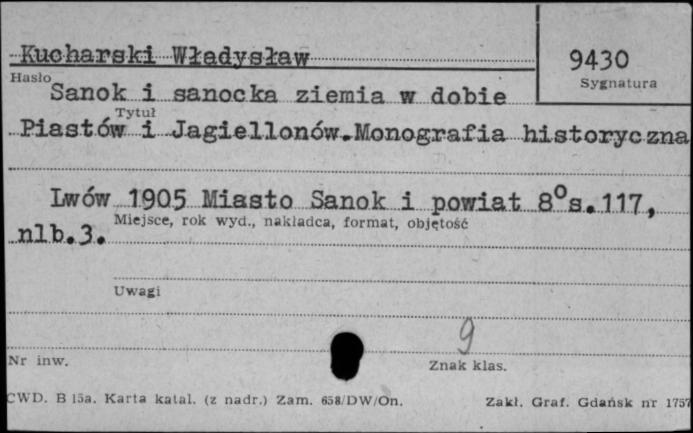 Kucharski Władysław
9430
Hasło
Sygnatura
Sanok i sanocka ziemia w dobie
Tytuł
Piastów i Jagiellonów.Monografia historyczna
Lwów 1905 Miasto Sanok i powiat 8°s.117,
Miejsce, rok wyd., nakładca, format, objętość
nlb.3.
Uwagi
9
Nr inw.
Znak klas.
CWD. B 15a. Karta katal. (z nadr.) Zam. 658/DW/On.
Zakł. Graf. Gdańsk nr 1757